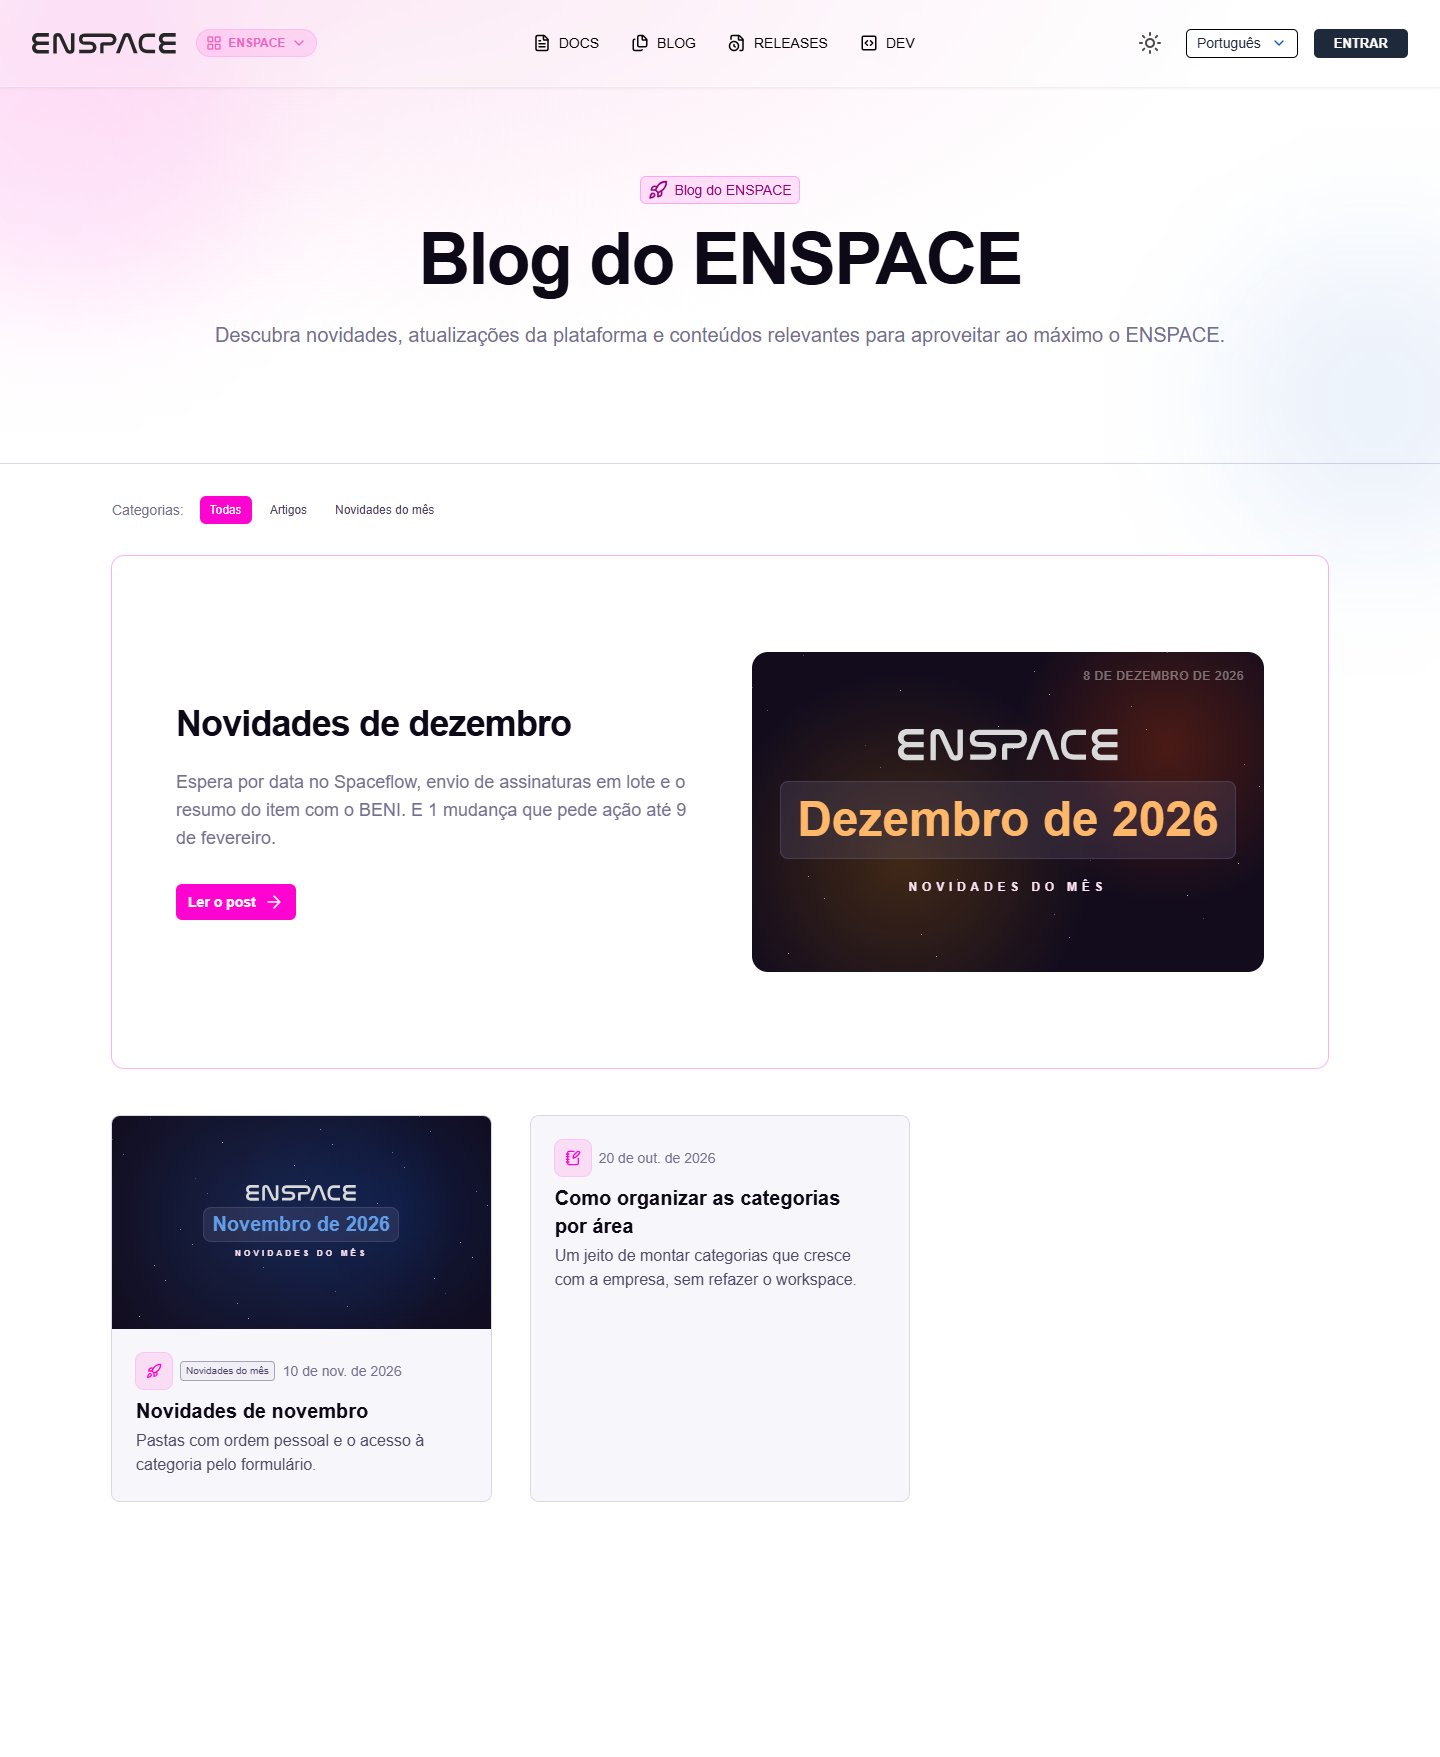 ENSPACE
ENSPACE
DOCS
BLOG
RELEASES
DEV
Português
ENTRAR
Blog do ENSPACE
Blog do ENSPACE
Descubra novidades, atualizações da plataforma e conteúdos relevantes para aproveitar ao máximo o ENSPACE.
Categorias:
Todas
Artigos
Novidades do mês
Novidades de dezembro
Espera por data no Spaceflow, envio de assinaturas em lote e o
resumo do item com o BENI. E 1 mudança que pede ação até 9
de fevereiro.
Ler o post
8 DE DEZEMBRO DE 2026
ENSPACE
Dezembro de 2026
NOVIDADES DO MÊS
ENSPACE
Novembro de 2026
NOVIDADES DO MÊS
Novidades do mês
10 de nov. de 2026
Novidades de novembro
Pastas com ordem pessoal e o acesso à
categoria pelo formulário.
20 de out. de 2026
Como organizar as categorias
por área
Um jeito de montar categorias que cresce
com a empresa, sem refazer o workspace.